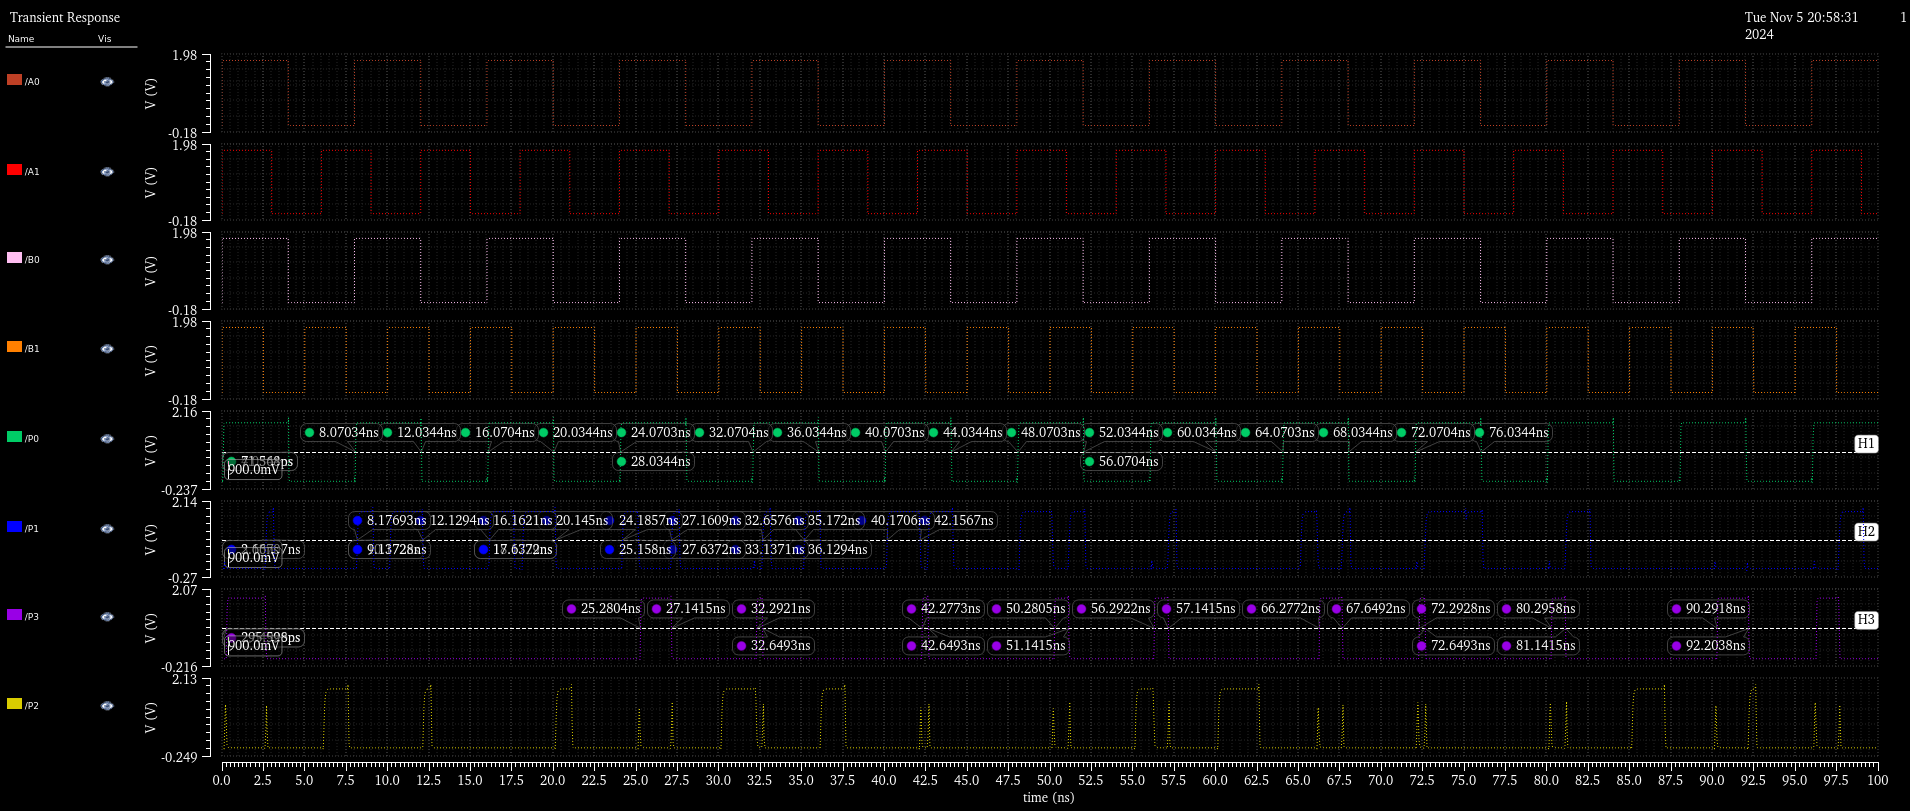 Transient Response
Tue Nov 5 20:58:31 2024
1
Name Vis
/A0
V (V)
1.98
-0.18
/A1
V (V)
1.98
-0.18
/B0
V (V)
1.98
-0.18
/B1
V (V)
1.98
-0.18
/P0
V (V)
2.16
-0.237
8.07034ns 12.0344ns 16.0704ns 20.0344ns 24.0703ns 32.0704ns 36.0344ns 40.0703ns 44.0344ns 48.0703ns 52.0344ns 60.0344ns 64.0703ns 68.0344ns 72.0704ns 76.0344ns
H1
28.0344ns 56.0704ns
900.0mV
/P1
V (V)
2.14
-0.27
8.17693ns 12.1294ns 16.1621ns 20.145ns 24.1857ns 27.1609ns 32.6576ns 35.172ns 40.1706ns 42.1567ns
H2
17.6372ns 25.158ns 27.6372ns 33.1371ns 36.1294ns
900.0mV
/P3
V (V)
2.07
-0.216
25.2804ns 27.1415ns 32.2921ns 42.2773ns 50.2805ns 56.2922ns 57.1415ns 66.2772ns 67.6492ns 72.2928ns 80.2958ns 90.2918ns
H3
900.0mV
32.6493ns 42.6493ns 51.1415ns 72.6493ns 81.1415ns 92.2038ns
/P2
V (V)
2.13
-0.249
0.0 2.5 5.0 7.5 10.0 12.5 15.0 17.5 20.0 22.5 25.0 27.5 30.0 32.5 35.0 37.5 40.0 42.5 45.0 47.5 50.0 52.5 55.0 57.5 60.0 62.5 65.0 67.5 70.0 72.5 75.0 77.5 80.0 82.5 85.0 87.5 90.0 92.5 95.0 97.5 100
time (ns)